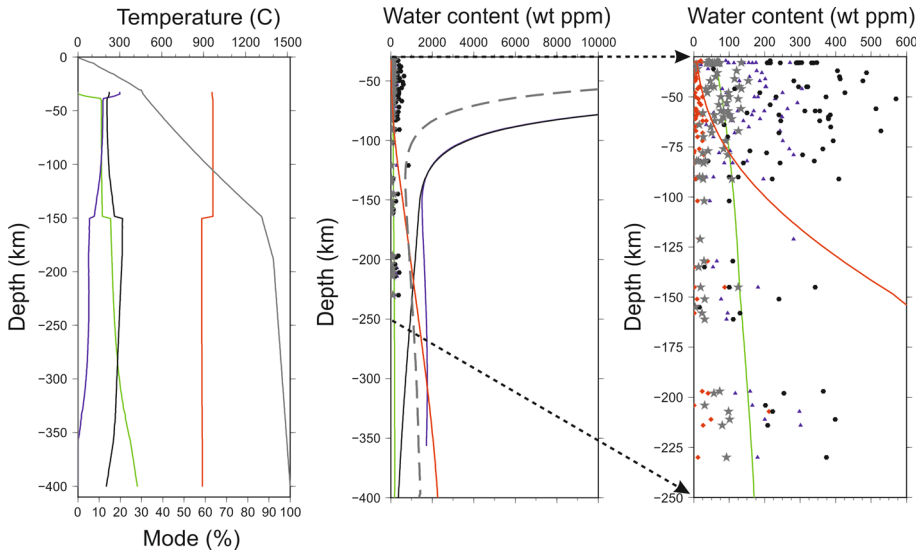 Temperature (C)
0 300 600 900 1200 1500
Depth (km)
0
−50
−100
−150
−200
−250
−300
−350
−400
0 10 20 30 40 50 60 70 80 90 100
Mode (%)
Water content (wt ppm)
0 2000 4000 6000 8000 10000
Depth (km)
−50
−100
−150
−200
−250
−300
−350
−400
Water content (wt ppm)
0 100 200 300 400 500 600
Depth (km)
−50
−75
−100
−125
−150
−175
−200
−225
−250